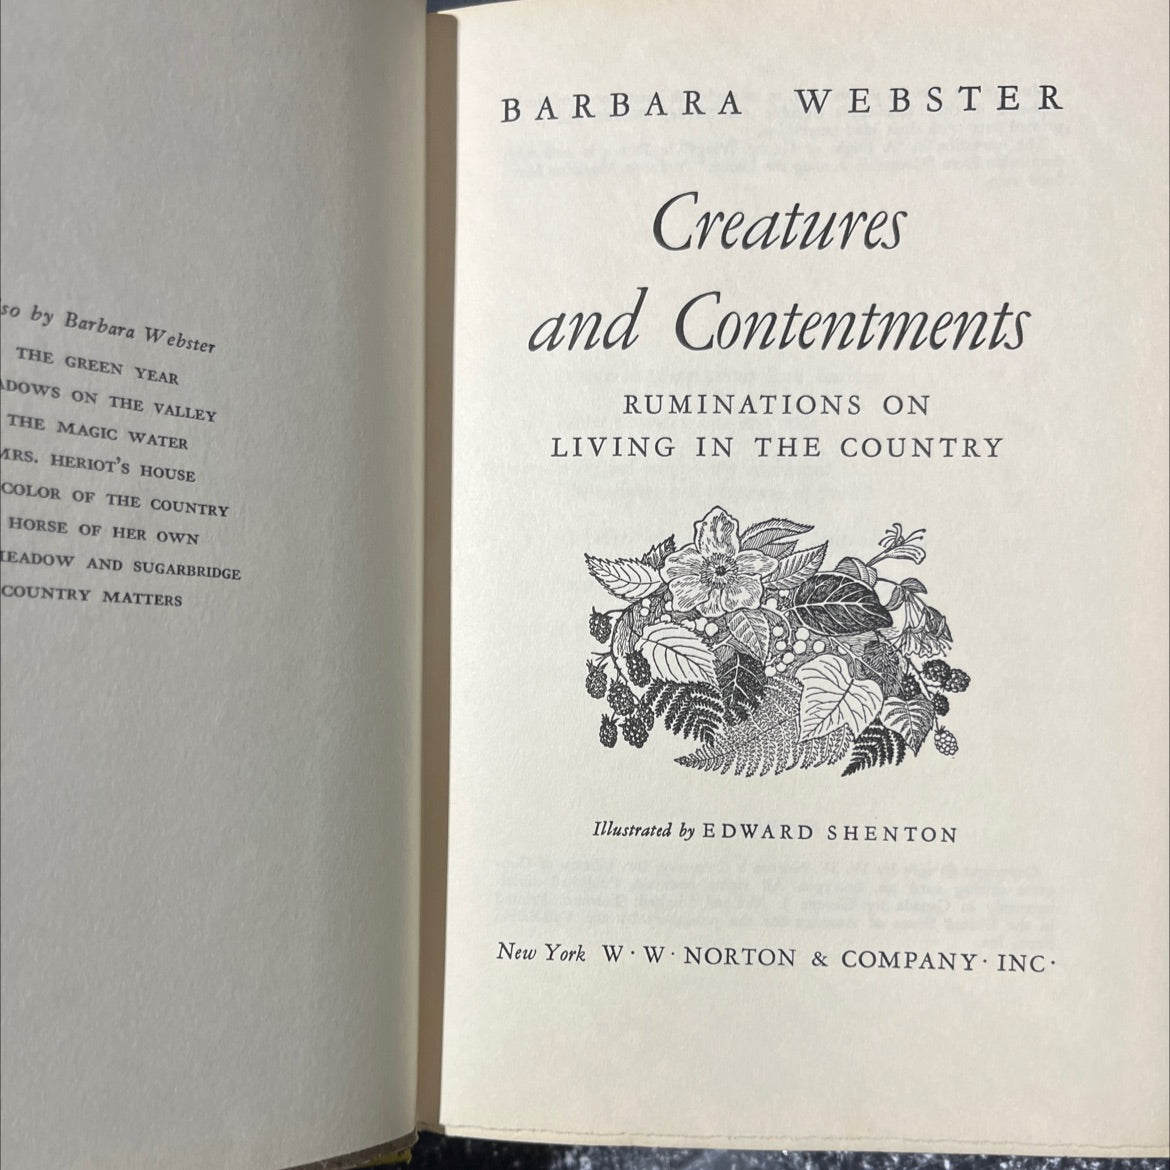 so by Barbara Webster
THE GREEN YEAR
ADOWS ON THE VALLEY
THE MAGIC WATER
MRS. HERIOT'S HOUSE
COLOR OF THE COUNTRY
HORSE OF HER OWN
MEADOW AND SUGARBRIDGE
COUNTRY MATTERS
BARBARA WEBSTER
Creatures
and Contentments
RUMINATIONS ON
LIVING IN THE COUNTRY
Illustrated by EDWARD SHENTON
New York W · W · NORTON & COMPANY · INC ·